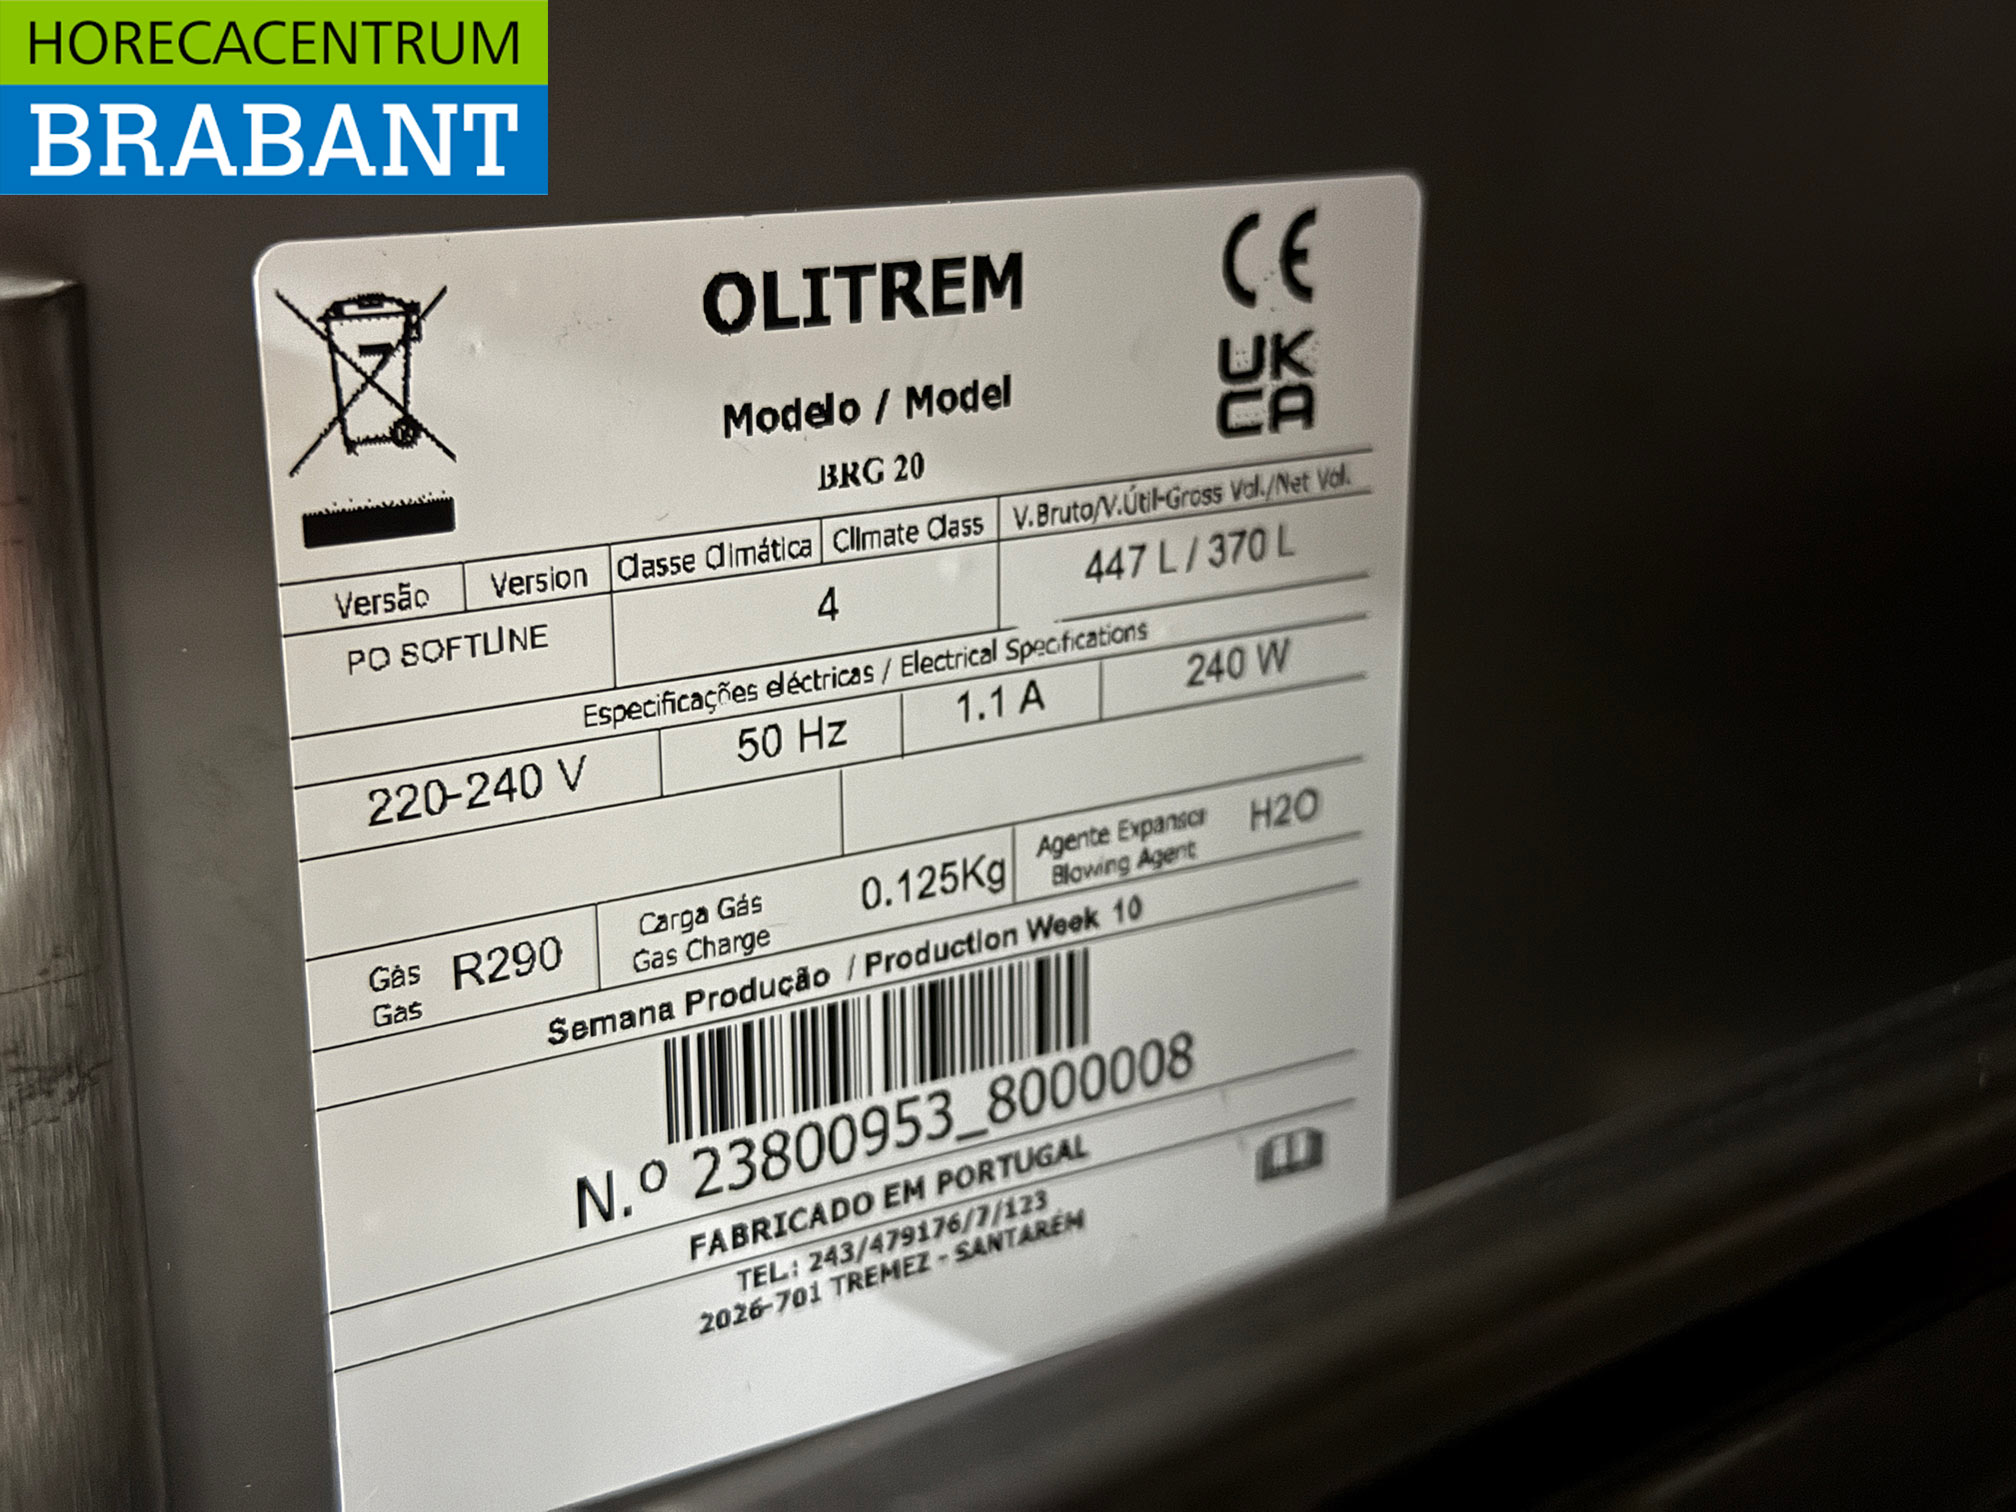 HORECACENTRUM
BRABANT
OLITREM
CE
UK
CA
Modelo / Model
BRG 20
Versão Version Classe Climática Climate Class V.Bruto/V.Útil-Gross Vol./Net Vol.
PO SOFTLINE 4 447 L / 370 L
Especificações eléctricas / Electrical Specifications
220-240 V 50 Hz 1.1 A 240 W
Gás
Gas
R290
Carga Gás
Gas Charge
0.125Kg
Agente Expansor
Blowing Agent
H2O
Semana Produção / Production Week 10
N.º 23800953_8000008
FABRICADO EM PORTUGAL
TEL.: 243/479176/7/123
2026-701 TREMEZ - SANTARÉM